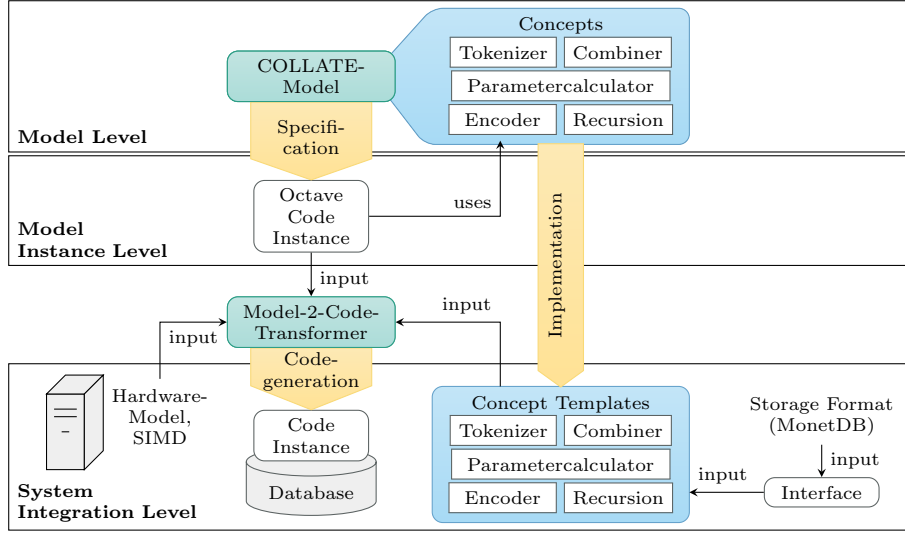 Concepts
Tokenizer
Combiner
COLLATE-
Model
Parametercalculator
Encoder
Recursion
Specifi-
cation
Model Level
Octave
Code
Instance
uses
Model
Instance Level
Implementation
input
Model-2-Code-
Transformer
input
input
Code-
generation
Hardware-
Model,
SIMD
Code
Instance
Database
Concept Templates
Tokenizer
Combiner
Parametercalculator
Encoder
Recursion
Storage Format
(MonetDB)
input
input
Interface
System
Integration Level